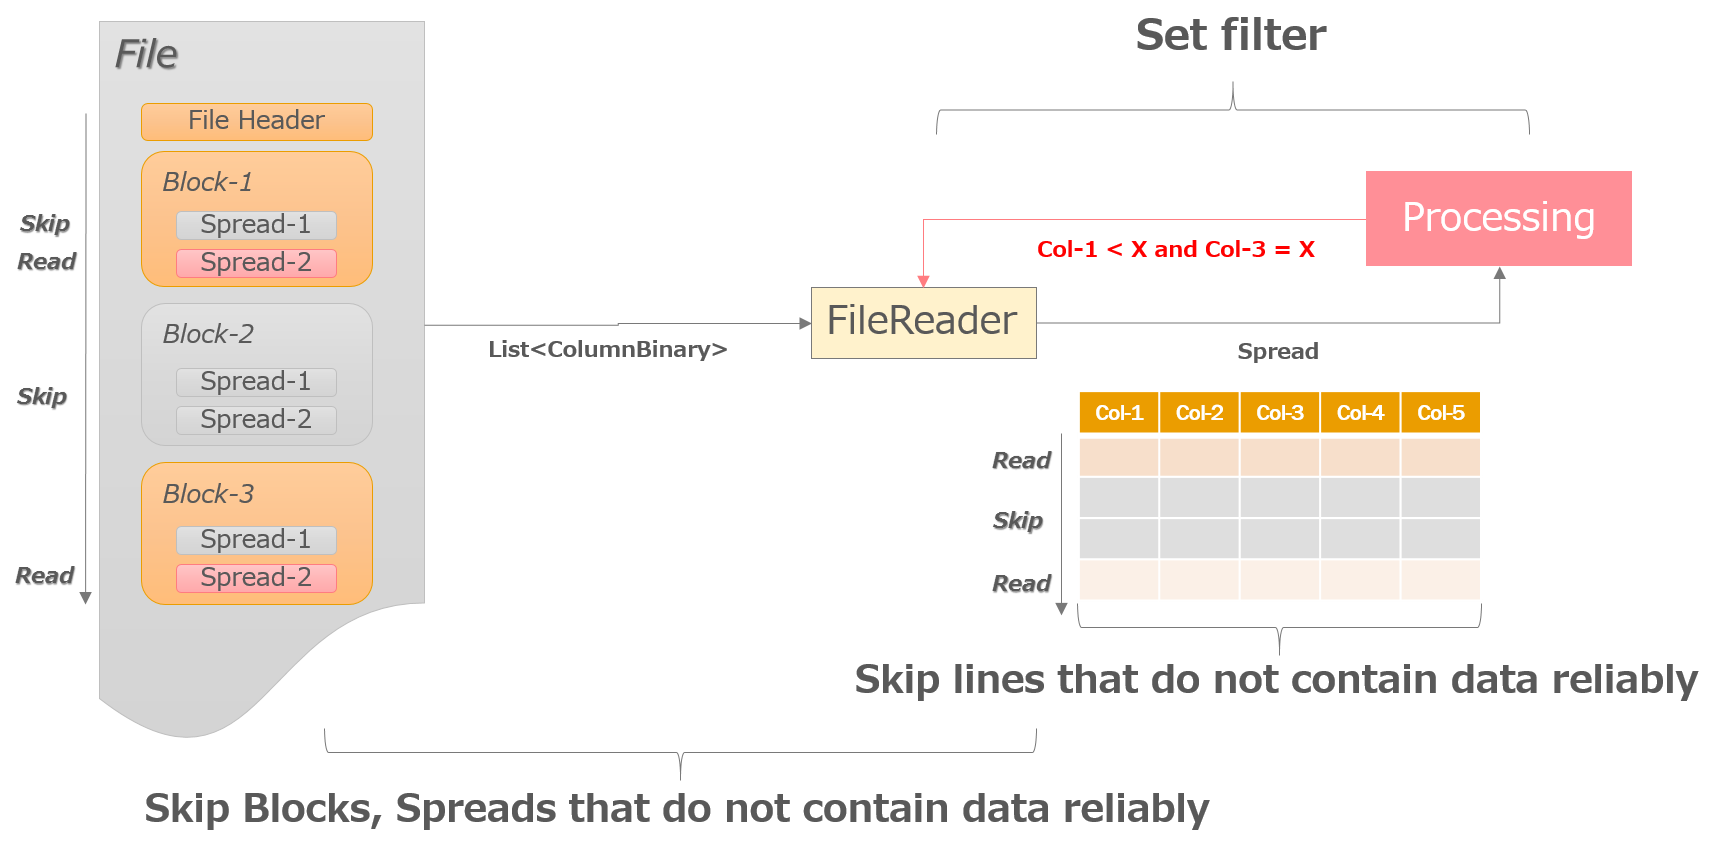 Set filter
File
File Header
Block-1
Skip
Spread-1
Read
Spread-2
Block-2
Spread-1
Skip
Spread-2
Block-3
Spread-1
Read
Spread-2
List<ColumnBinary>
Processing
Col-1 < X and Col-3 = X
FileReader
Spread
Col-1 Col-2 Col-3 Col-4 Col-5
Read
Skip
Read
Skip lines that do not contain data reliably
Skip Blocks, Spreads that do not contain data reliably